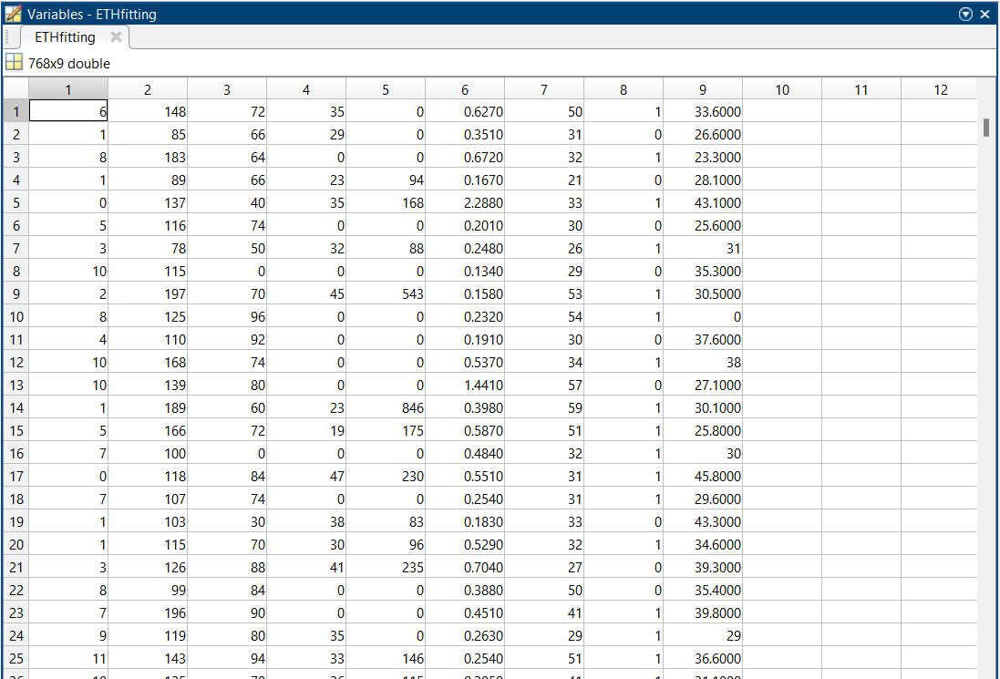 Variables - ETHfitting
ETHfitting
768x9 double
1 2 3 4 5 6 7 8 9 10 11 12
1 6 148 72 35 0 0.6270 50 1 33.6000
2 1 85 66 29 0 0.3510 31 0 26.6000
3 8 183 64 0 0 0.6720 32 1 23.3000
4 1 89 66 23 94 0.1670 21 0 28.1000
5 0 137 40 35 168 2.2880 33 1 43.1000
6 5 116 74 0 0 0.2010 30 0 25.6000
7 3 78 50 32 88 0.2480 26 1 31
8 10 115 0 0 0 0.1340 29 0 35.3000
9 2 197 70 45 543 0.1580 53 1 30.5000
10 8 125 96 0 0 0.2320 54 1 0
11 4 110 92 0 0 0.1910 30 0 37.6000
12 10 168 74 0 0 0.5370 34 1 38
13 10 139 80 0 0 1.4410 57 0 27.1000
14 1 189 60 23 846 0.3980 59 1 30.1000
15 5 166 72 19 175 0.5870 51 1 25.8000
16 7 100 0 0 0 0.4840 32 1 30
17 0 118 84 47 230 0.5510 31 1 45.8000
18 7 107 74 0 0 0.2540 31 1 29.6000
19 1 103 30 38 83 0.1830 33 0 43.3000
20 1 115 70 30 96 0.5290 32 1 34.6000
21 3 126 88 41 235 0.7040 27 0 39.3000
22 8 99 84 0 0 0.3880 50 0 35.4000
23 7 196 90 0 0 0.4510 41 1 39.8000
24 9 119 80 35 0 0.2630 29 1 29
25 11 143 94 33 146 0.2540 51 1 36.6000